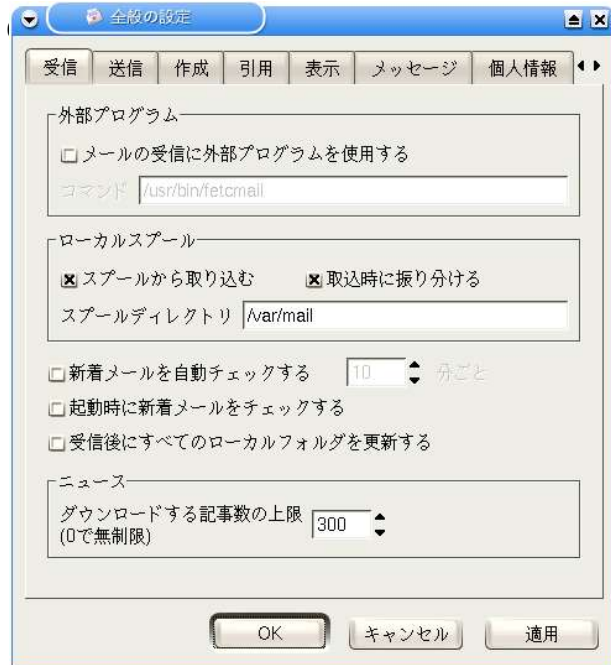 全般の設定
受信 送信 作成 引用 表示 メッセージ 個人情報
外部プログラム
メールの受信に外部プログラムを使用する
コマンド /usr/bin/fetcmail
ローカルスプール
スプールから取り込む 取込時に振り分ける
スプールディレクトリ /var/mail
新着メールを自動チェックする 10 分ごと
起動時に新着メールをチェックする
受信後にすべてのローカルフォルダを更新する
ニュース
ダウンロードする記事数の上限
(0で無制限) 300
OK キャンセル 適用